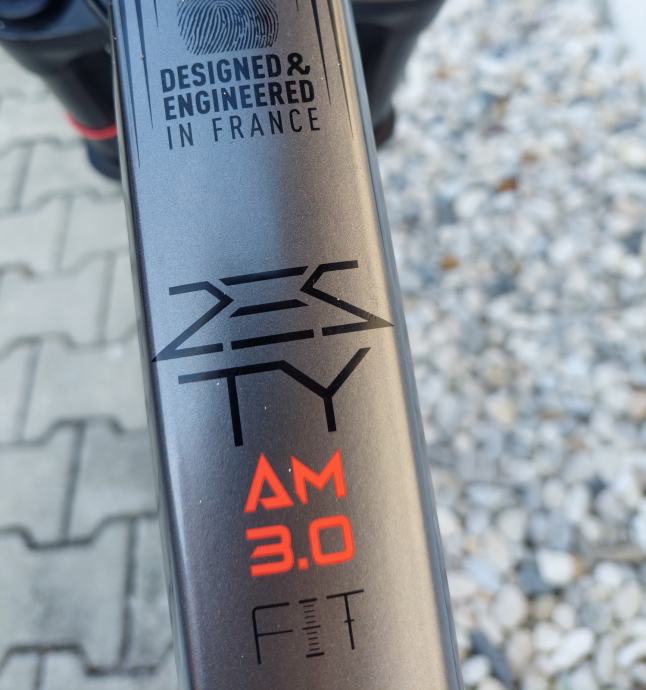 DESIGNED &
ENGINEERED
IN FRANCE
ZES
TY
AM
3.0
FIT